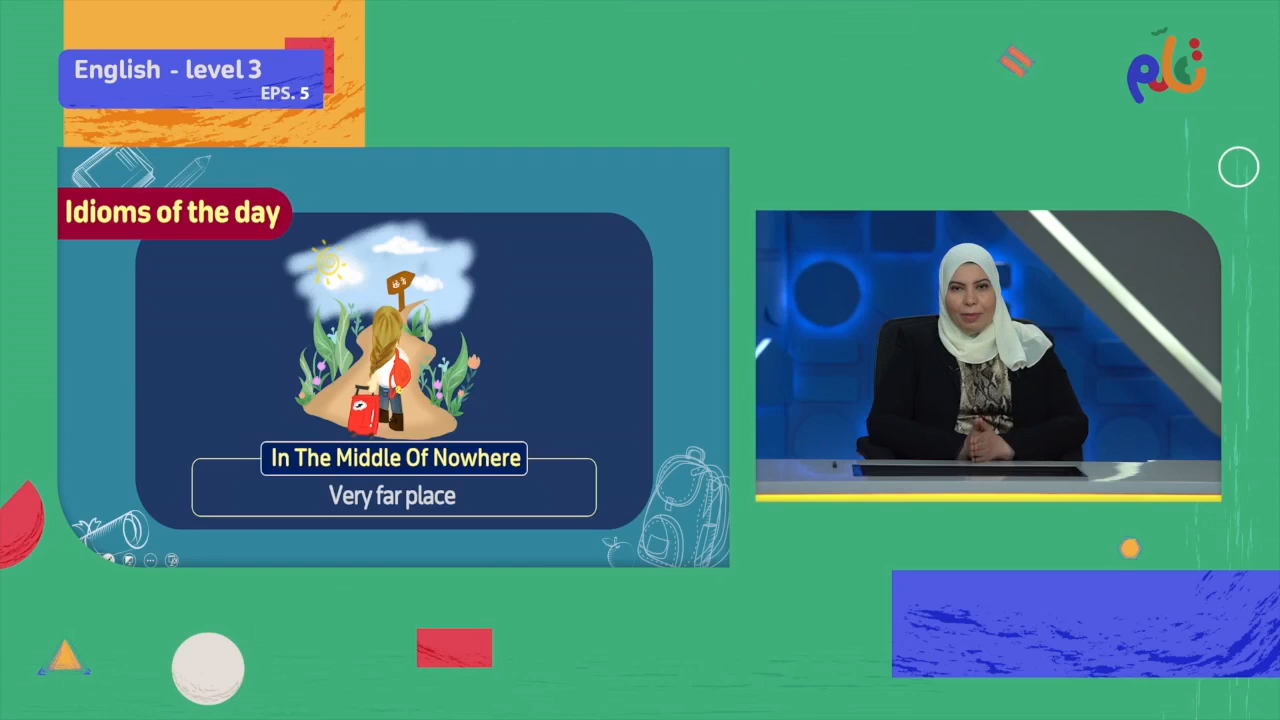 English - level 3
EPS. 5
Idioms of the day
In The Middle Of Nowhere
Very far place